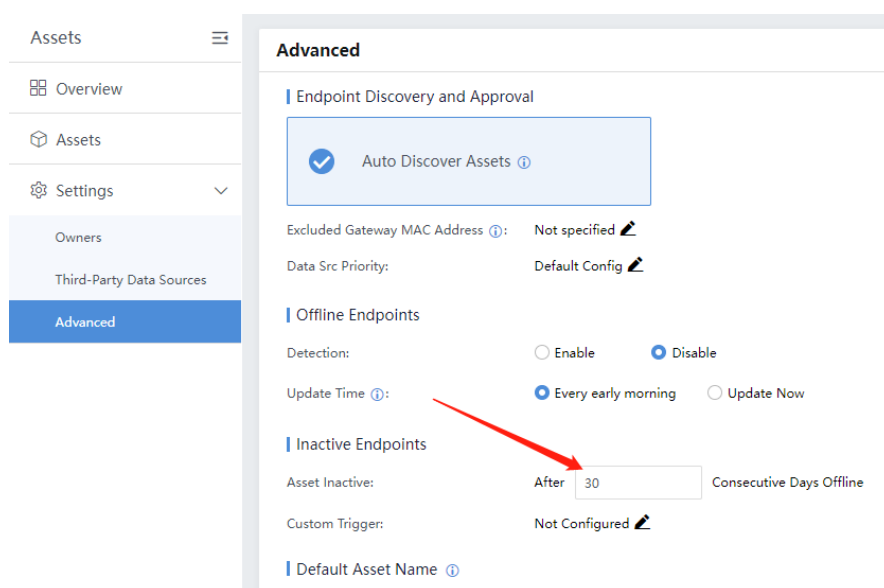 Assets
Overview
Assets
Settings
Owners
Third-Party Data Sources
Advanced
Advanced
Endpoint Discovery and Approval
Auto Discover Assets
Excluded Gateway MAC Address : Not specified
Data Src Priority: Default Config
Offline Endpoints
Detection: Enable Disable
Update Time : Every early morning Update Now
Inactive Endpoints
Asset Inactive: After 30 Consecutive Days Offline
Custom Trigger: Not Configured
Default Asset Name